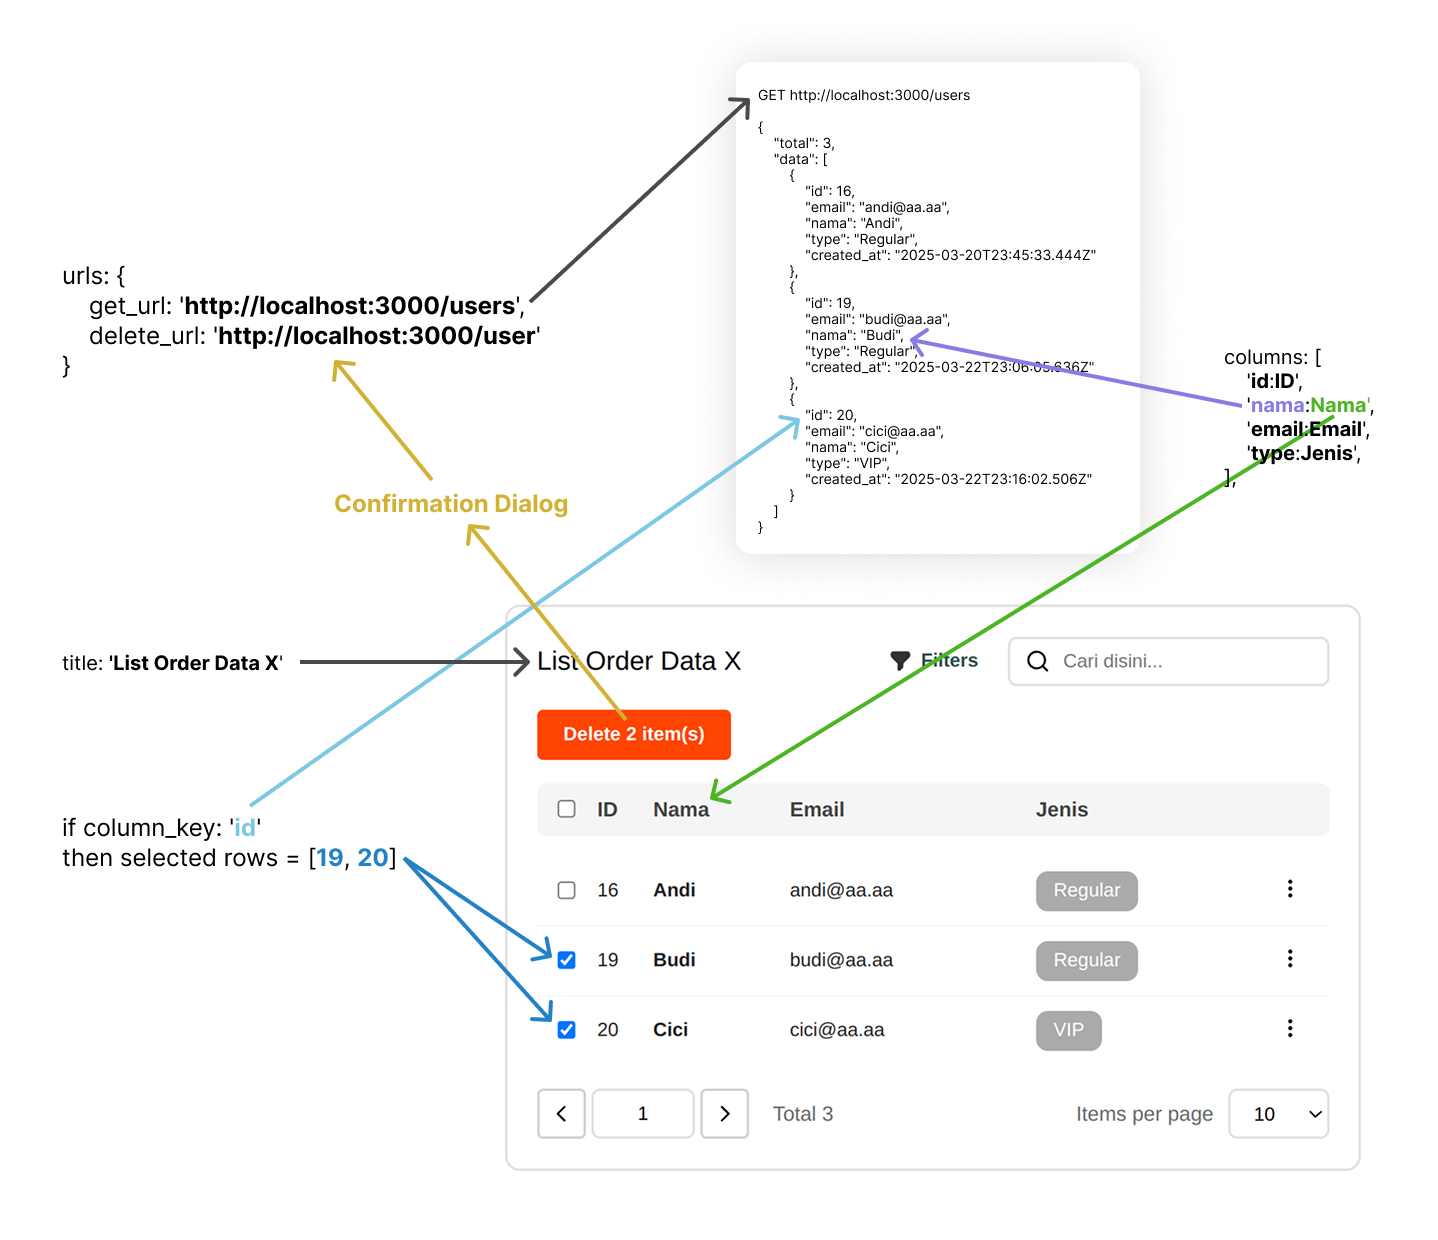 GET http://localhost:3000/users
{
"total": 3,
"data": [
{
"id": 16,
"email": "andi@aa.aa",
"nama": "Andi",
"type": "Regular",
"created_at": "2025-03-20T23:45:33.444Z"
},
{
"id": 19,
"email": "budi@aa.aa",
"nama": "Budi",
"type": "Regular",
"created_at": "2025-03-22T23:06:05.636Z"
},
{
"id": 20,
"email": "cici@aa.aa",
"nama": "Cici",
"type": "VIP",
"created_at": "2025-03-22T23:16:02.506Z"
}
]
}
urls: {
get_url: 'http://localhost:3000/users',
delete_url: 'http://localhost:3000/user'
}
columns: [
'id:ID',
'nama:Nama',
'email:Email',
'type:Jenis',
],
Confirmation Dialog
title: 'List Order Data X'
if column_key: 'id'
then selected rows = [19, 20]
List Order Data X Filters Cari disini...
Delete 2 item(s)
ID Nama Email Jenis
16 Andi andi@aa.aa Regular
19 Budi budi@aa.aa Regular
20 Cici cici@aa.aa VIP
1 Total 3 Items per page 10